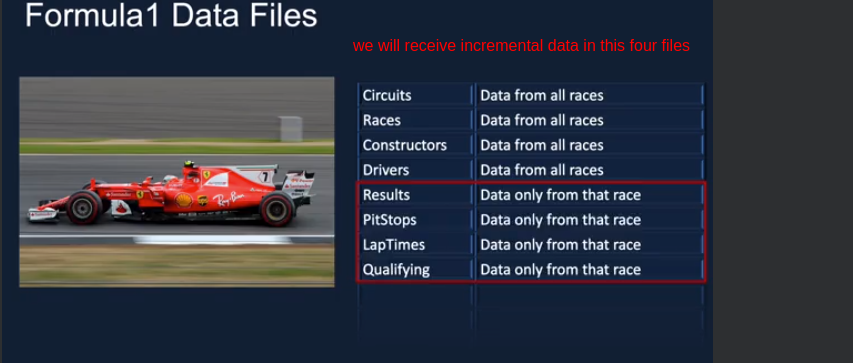 Formula1 Data Files
we will receive incremental data in this four files
Circuits Data from all races
Races Data from all races
Constructors Data from all races
Drivers Data from all races
Results Data only from that race
PitStops Data only from that race
LapTimes Data only from that race
Qualifying Data only from that race
7
Ray-Ban